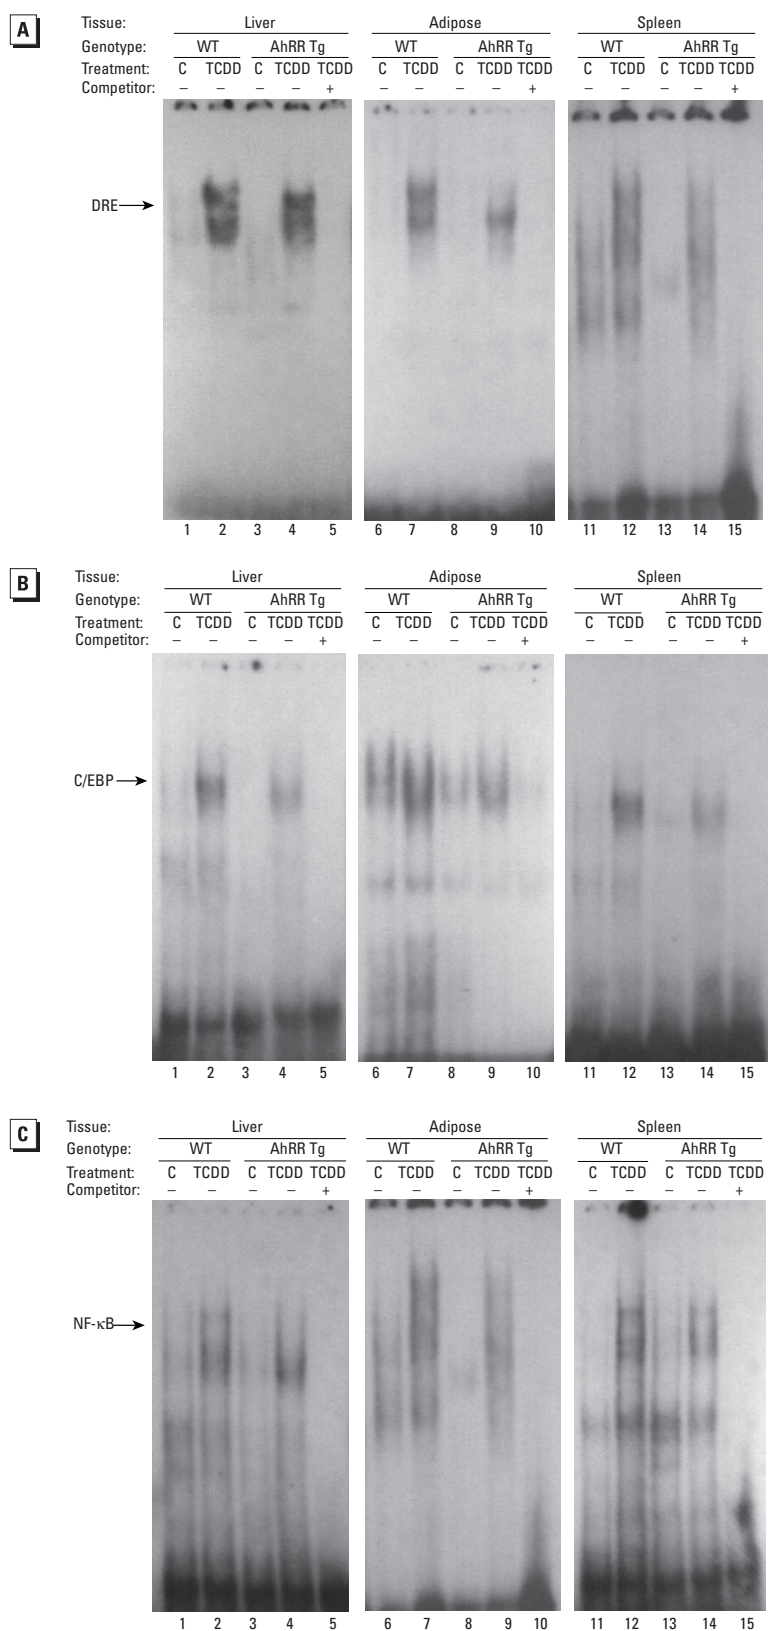 A
Tissue: Liver Adipose Spleen
Genotype: WT AhRR Tg WT AhRR Tg WT AhRR Tg
Treatment: C TCDD C TCDD TCDD C TCDD C TCDD TCDD C TCDD C TCDD TCDD
Competitor: – – – – + – – – – + – – – – +
DRE
1 2 3 4 5 6 7 8 9 10 11 12 13 14 15
B
Tissue: Liver Adipose Spleen
Genotype: WT AhRR Tg WT AhRR Tg WT AhRR Tg
Treatment: C TCDD C TCDD TCDD C TCDD C TCDD TCDD C TCDD C TCDD TCDD
Competitor: – – – – + – – – – + – – – – +
C/EBP
1 2 3 4 5 6 7 8 9 10 11 12 13 14 15
C
Tissue: Liver Adipose Spleen
Genotype: WT AhRR Tg WT AhRR Tg WT AhRR Tg
Treatment: C TCDD C TCDD TCDD C TCDD C TCDD TCDD C TCDD C TCDD TCDD
Competitor: – – – – + – – – – + – – – – +
NF-κB
1 2 3 4 5 6 7 8 9 10 11 12 13 14 15